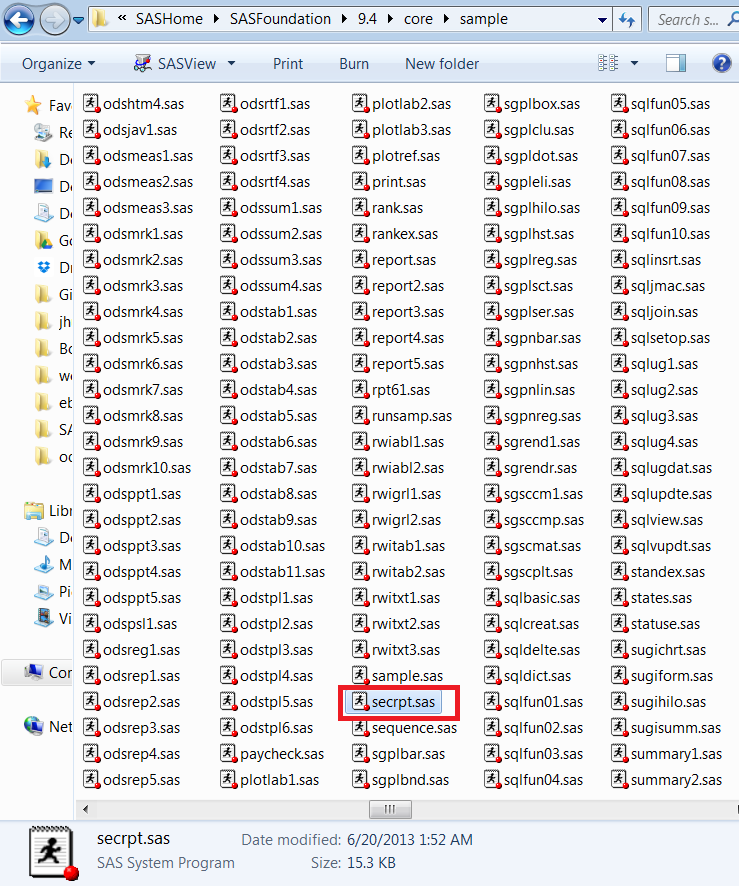 « SASHome SASFoundation 9.4 core sample Search s...
Organize SASView Print Burn New folder
Fav
Re
De
De
De
Go
Dr
Gi
jh
Bo
we
eb
SA
oc
Libr
De
M
Pi
Vi
Com
Net
odshtm4.sas
odsjav1.sas
odsmeas1.sas
odsmeas2.sas
odsmeas3.sas
odsmrk1.sas
odsmrk2.sas
odsmrk3.sas
odsmrk4.sas
odsmrk5.sas
odsmrk6.sas
odsmrk7.sas
odsmrk8.sas
odsmrk9.sas
odsmrk10.sas
odsppt1.sas
odsppt2.sas
odsppt3.sas
odsppt4.sas
odsppt5.sas
odspsl1.sas
odsreg1.sas
odsrep1.sas
odsrep2.sas
odsrep3.sas
odsrep4.sas
odsrep5.sas
odsrtf1.sas
odsrtf2.sas
odsrtf3.sas
odsrtf4.sas
odssum1.sas
odssum2.sas
odssum3.sas
odssum4.sas
odstab1.sas
odstab2.sas
odstab3.sas
odstab4.sas
odstab5.sas
odstab6.sas
odstab7.sas
odstab8.sas
odstab9.sas
odstab10.sas
odstab11.sas
odstpl1.sas
odstpl2.sas
odstpl3.sas
odstpl4.sas
odstpl5.sas
odstpl6.sas
paycheck.sas
plotlab1.sas
plotlab2.sas
plotlab3.sas
plotref.sas
print.sas
rank.sas
rankex.sas
report.sas
report2.sas
report3.sas
report4.sas
report5.sas
rpt61.sas
runsamp.sas
rwiabl1.sas
rwiabl2.sas
rwigrl1.sas
rwigrl2.sas
rwitab1.sas
rwitab2.sas
rwitxt1.sas
rwitxt2.sas
rwitxt3.sas
sample.sas
secrpt.sas
sequence.sas
sgplbar.sas
sgplbnd.sas
sgplbox.sas
sgplclu.sas
sgpldot.sas
sgpleli.sas
sgplhilo.sas
sgplhst.sas
sgplreg.sas
sgplsct.sas
sgplser.sas
sgpnbar.sas
sgpnhst.sas
sgpnlin.sas
sgpnreg.sas
sgrend1.sas
sgrendr.sas
sgsccm1.sas
sgsccmp.sas
sgscmat.sas
sgscplt.sas
sqlbasic.sas
sqlcreat.sas
sqldelte.sas
sqldict.sas
sqlfun01.sas
sqlfun02.sas
sqlfun03.sas
sqlfun04.sas
sqlfun05.sas
sqlfun06.sas
sqlfun07.sas
sqlfun08.sas
sqlfun09.sas
sqlfun10.sas
sqlinsrt.sas
sqljmac.sas
sqljoin.sas
sqlsetop.sas
sqlug1.sas
sqlug2.sas
sqlug3.sas
sqlug4.sas
sqlugdat.sas
sqlupdte.sas
sqlview.sas
sqlvupdt.sas
standex.sas
states.sas
statuse.sas
sugichrt.sas
sugiform.sas
sugihilo.sas
sugisumm.sas
summary1.sas
summary2.sas
secrpt.sas Date modified: 6/20/2013 1:52 AM
SAS System Program Size: 15.3 KB